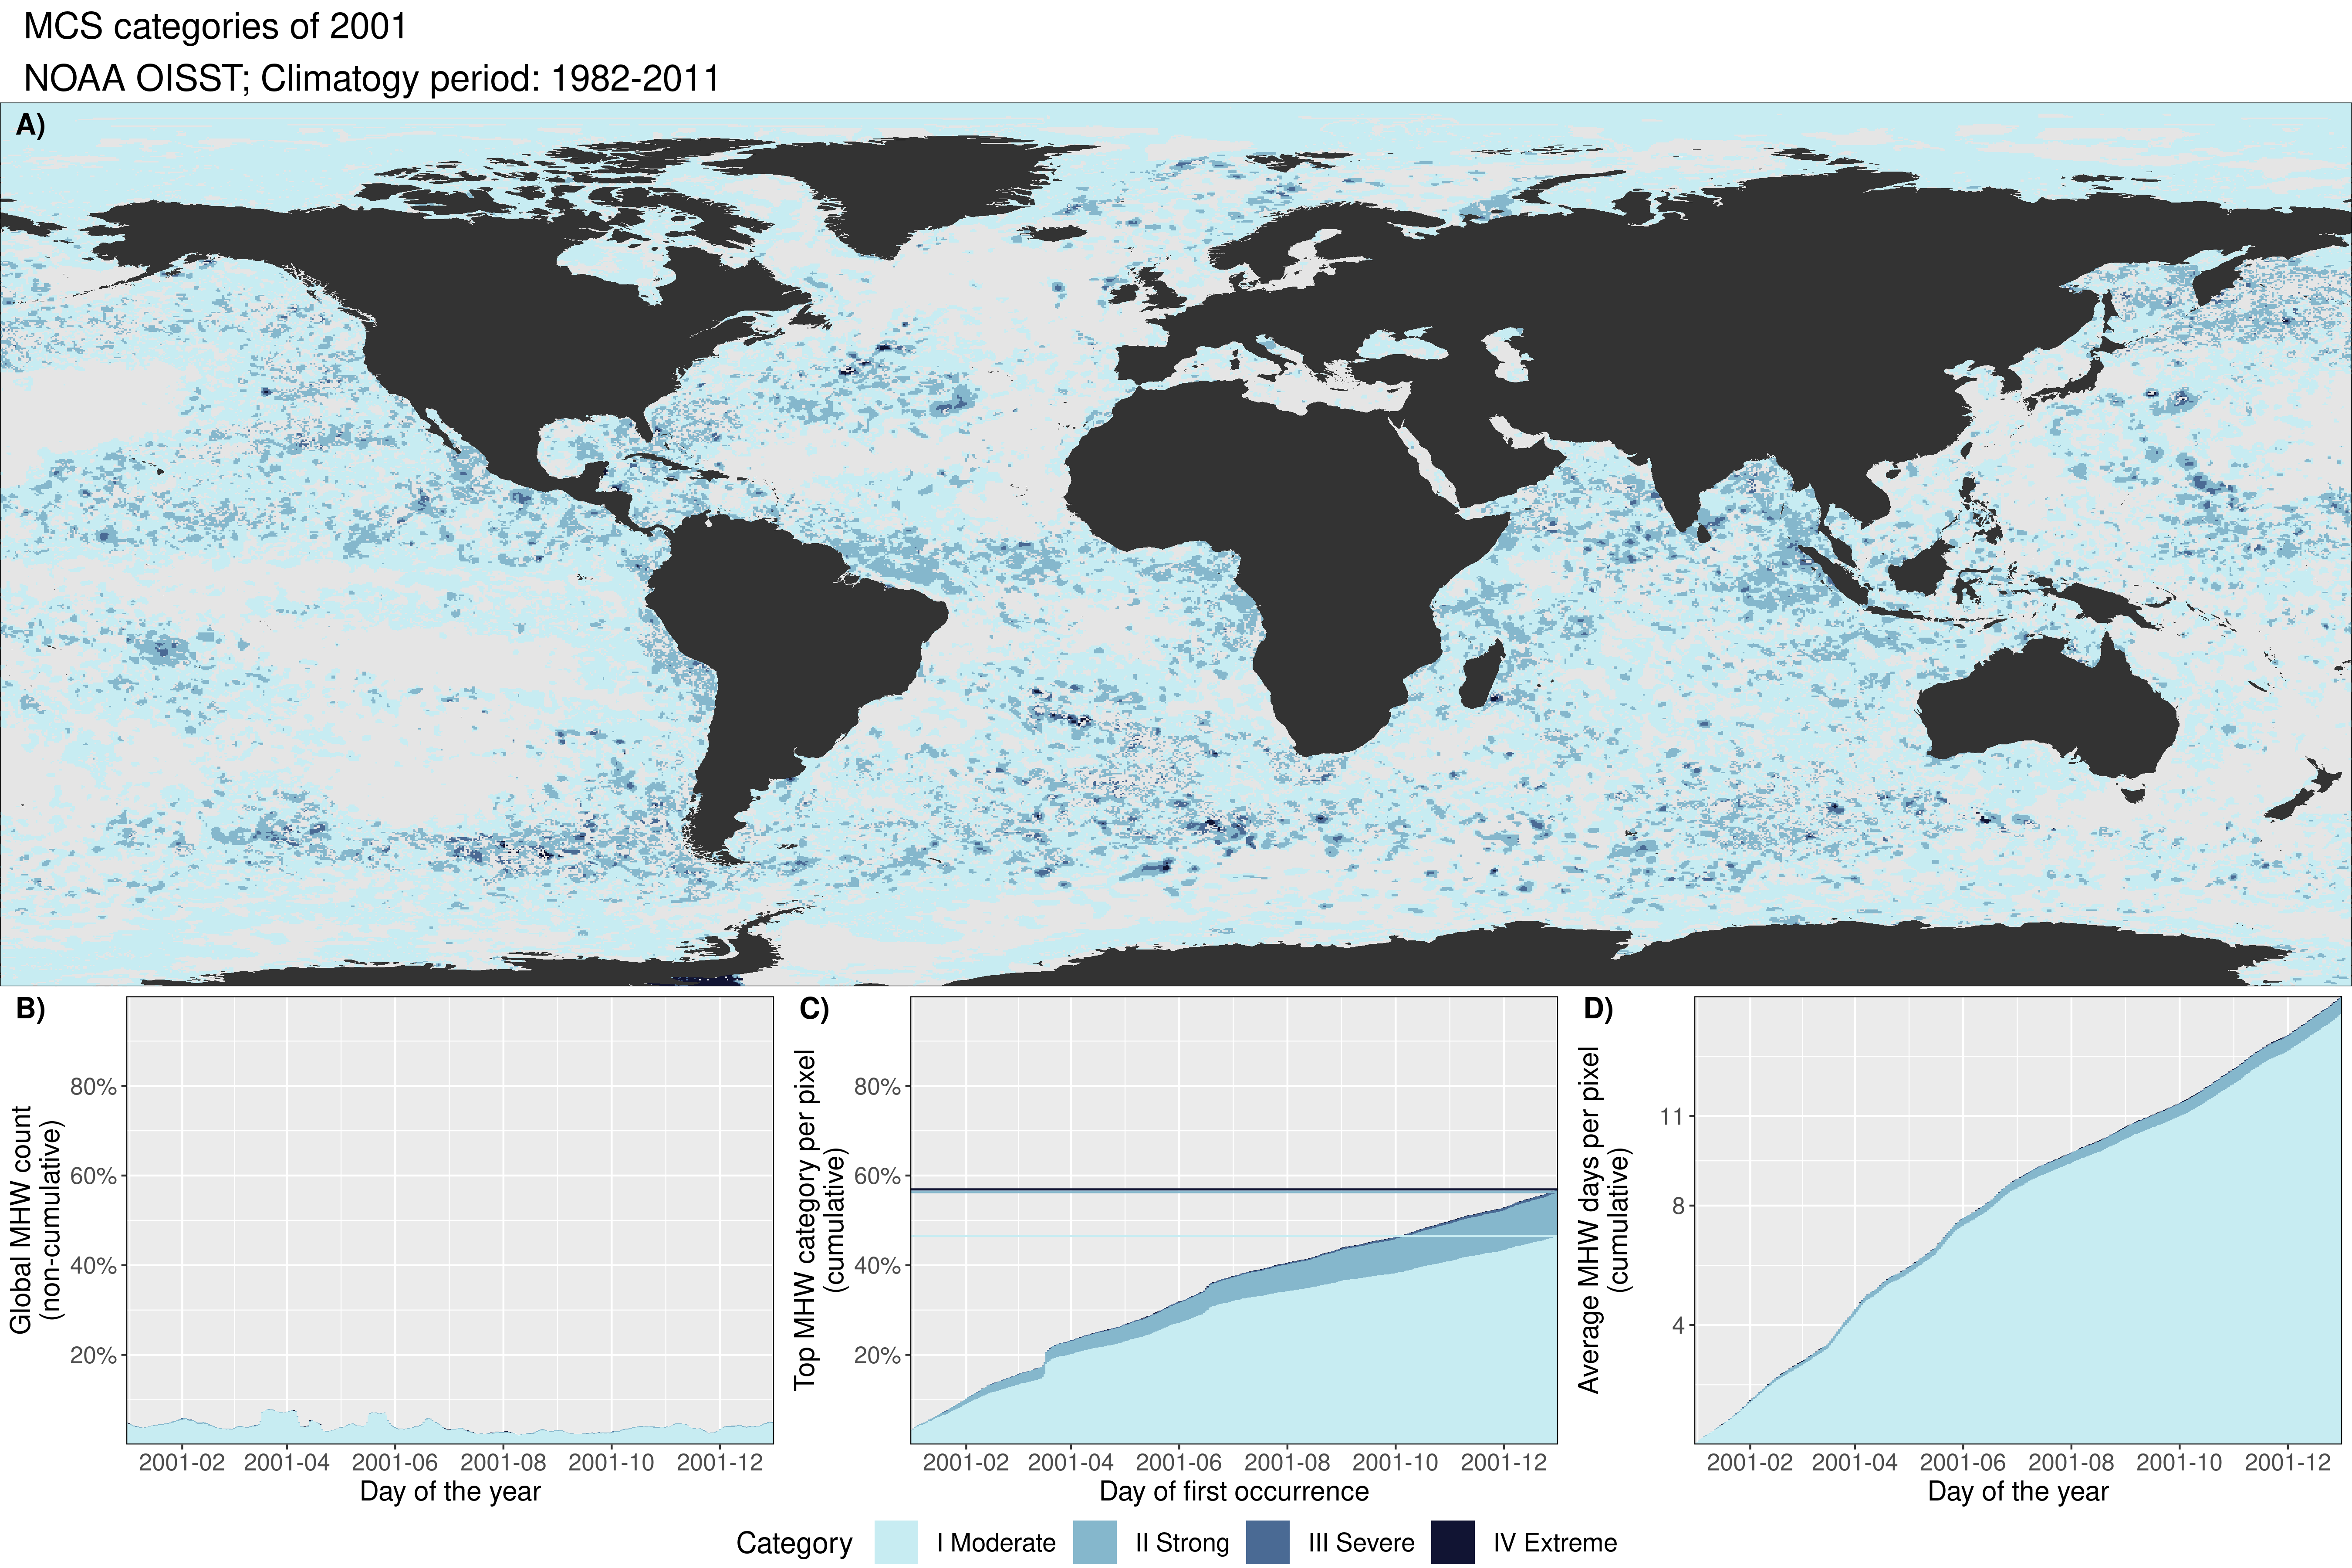 MCS categories of 2001
NOAA OISST; Climatogy period: 1982-2011
A)
B)
Global MHW count
(non-cumulative)
80%
60%
40%
20%
2001-02 2001-04 2001-06 2001-08 2001-10 2001-12
Day of the year
C)
Top MHW category per pixel
(cumulative)
80%
60%
40%
20%
2001-02 2001-04 2001-06 2001-08 2001-10 2001-12
Day of first occurrence
D)
Average MHW days per pixel
(cumulative)
11
8
4
2001-02 2001-04 2001-06 2001-08 2001-10 2001-12
Day of the year
Category I Moderate II Strong III Severe IV Extreme